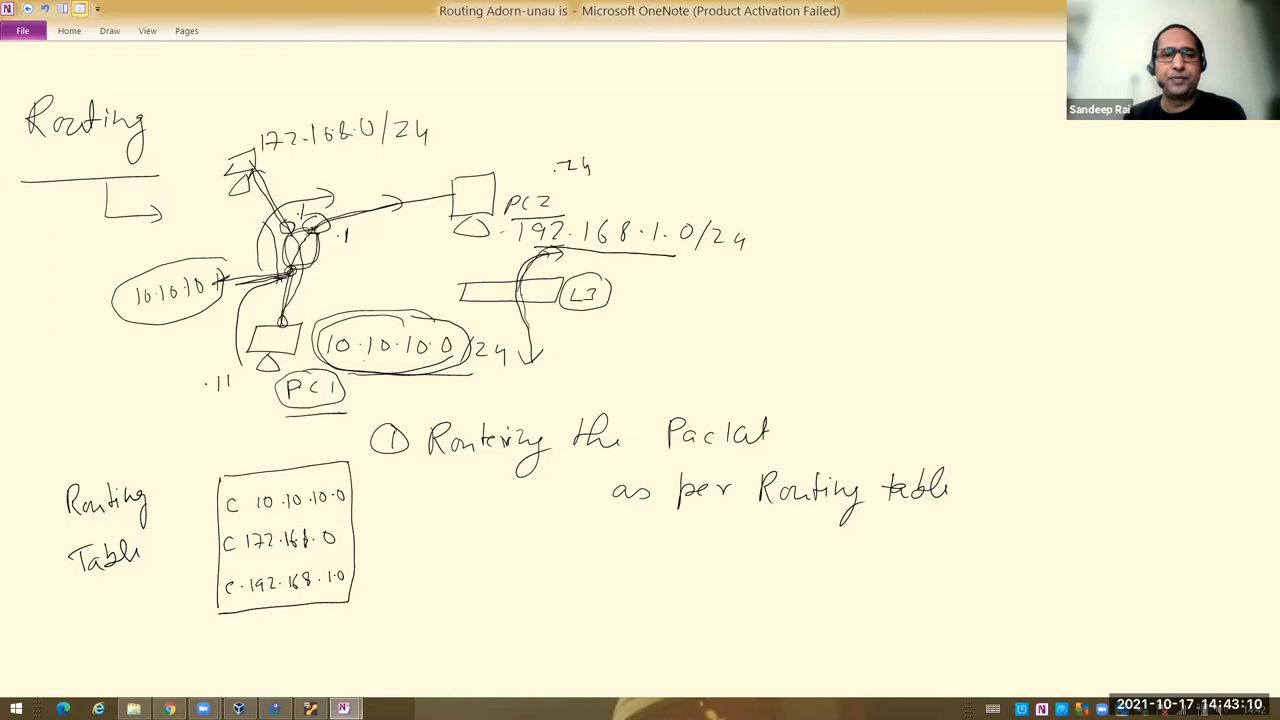 Routing Adorn-unau is - Microsoft OneNote (Product Activation Failed)
File Home Draw View Pages
Sandeep Rai
Routing
172.168.0/24
.24
PC2
.1
.1
192.168.1.0/24
10.10.10.1
L3
10.10.10.0/24
.11
PC1
① Routering the Packat
as per Routing table
Routing
Table
C 10.10.10.0
C 172.168.0
C.192.168.1.0
2021-10-17 14:43:10